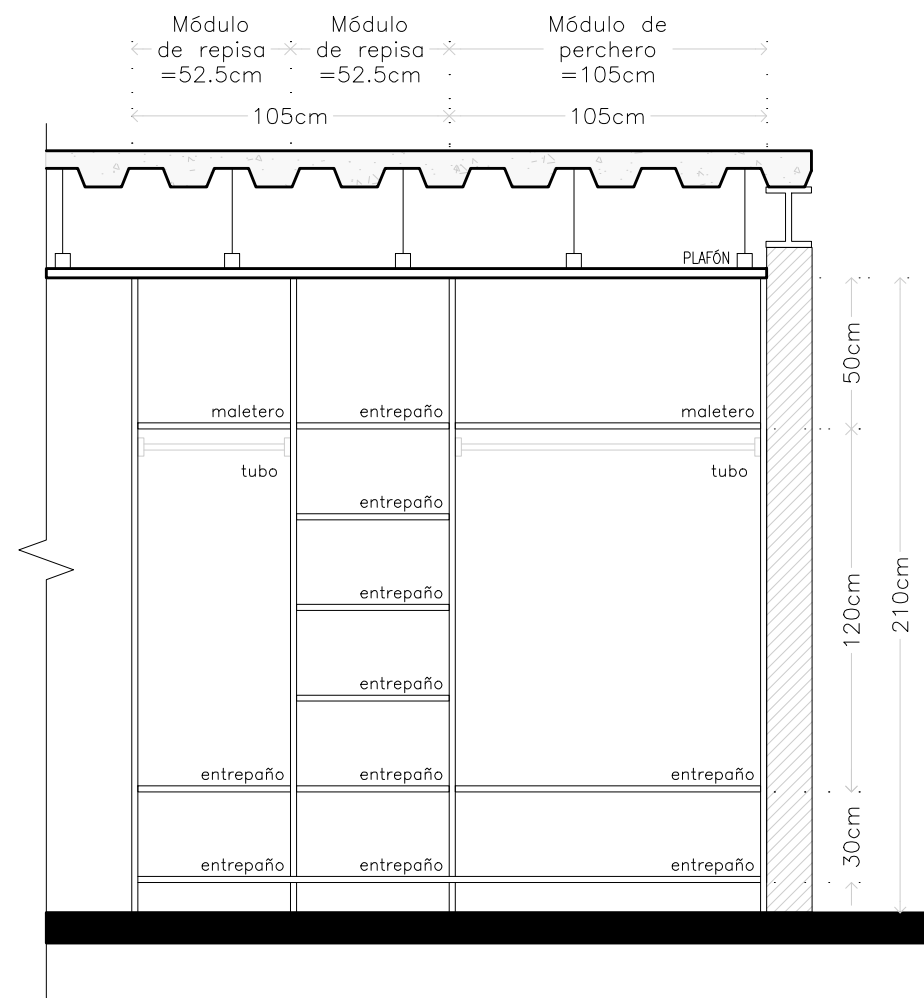 Módulo
de repisa
=52.5cm
Módulo
de repisa
=52.5cm
Módulo de
perchero
=105cm
105cm
105cm
PLAFÓN
50cm
maletero
entrepaño
maletero
tubo
tubo
entrepaño
120cm
210cm
entrepaño
entrepaño
entrepaño
entrepaño
entrepaño
30cm
entrepaño
entrepaño
entrepaño